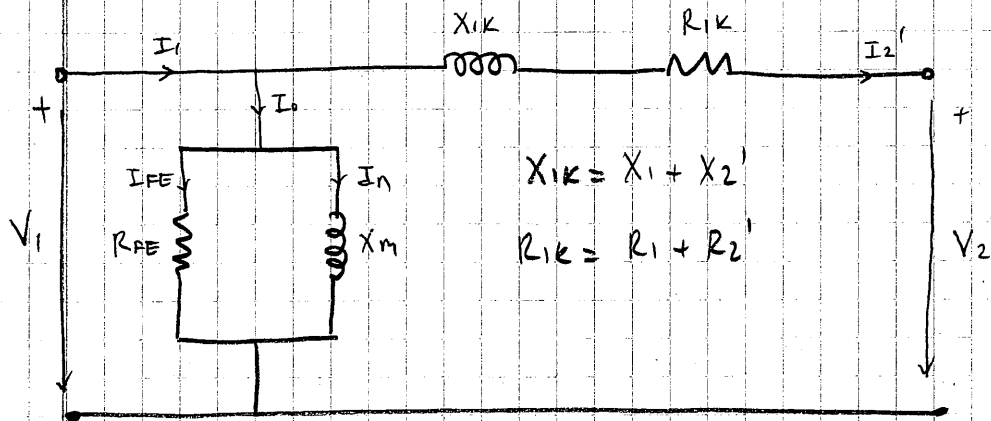 X1K
R1K
I1
I2'
+
I0
+
IFE
In
X1K = X1 + X2'
V1
RFE
Xm
R1K = R1 + R2'
V2